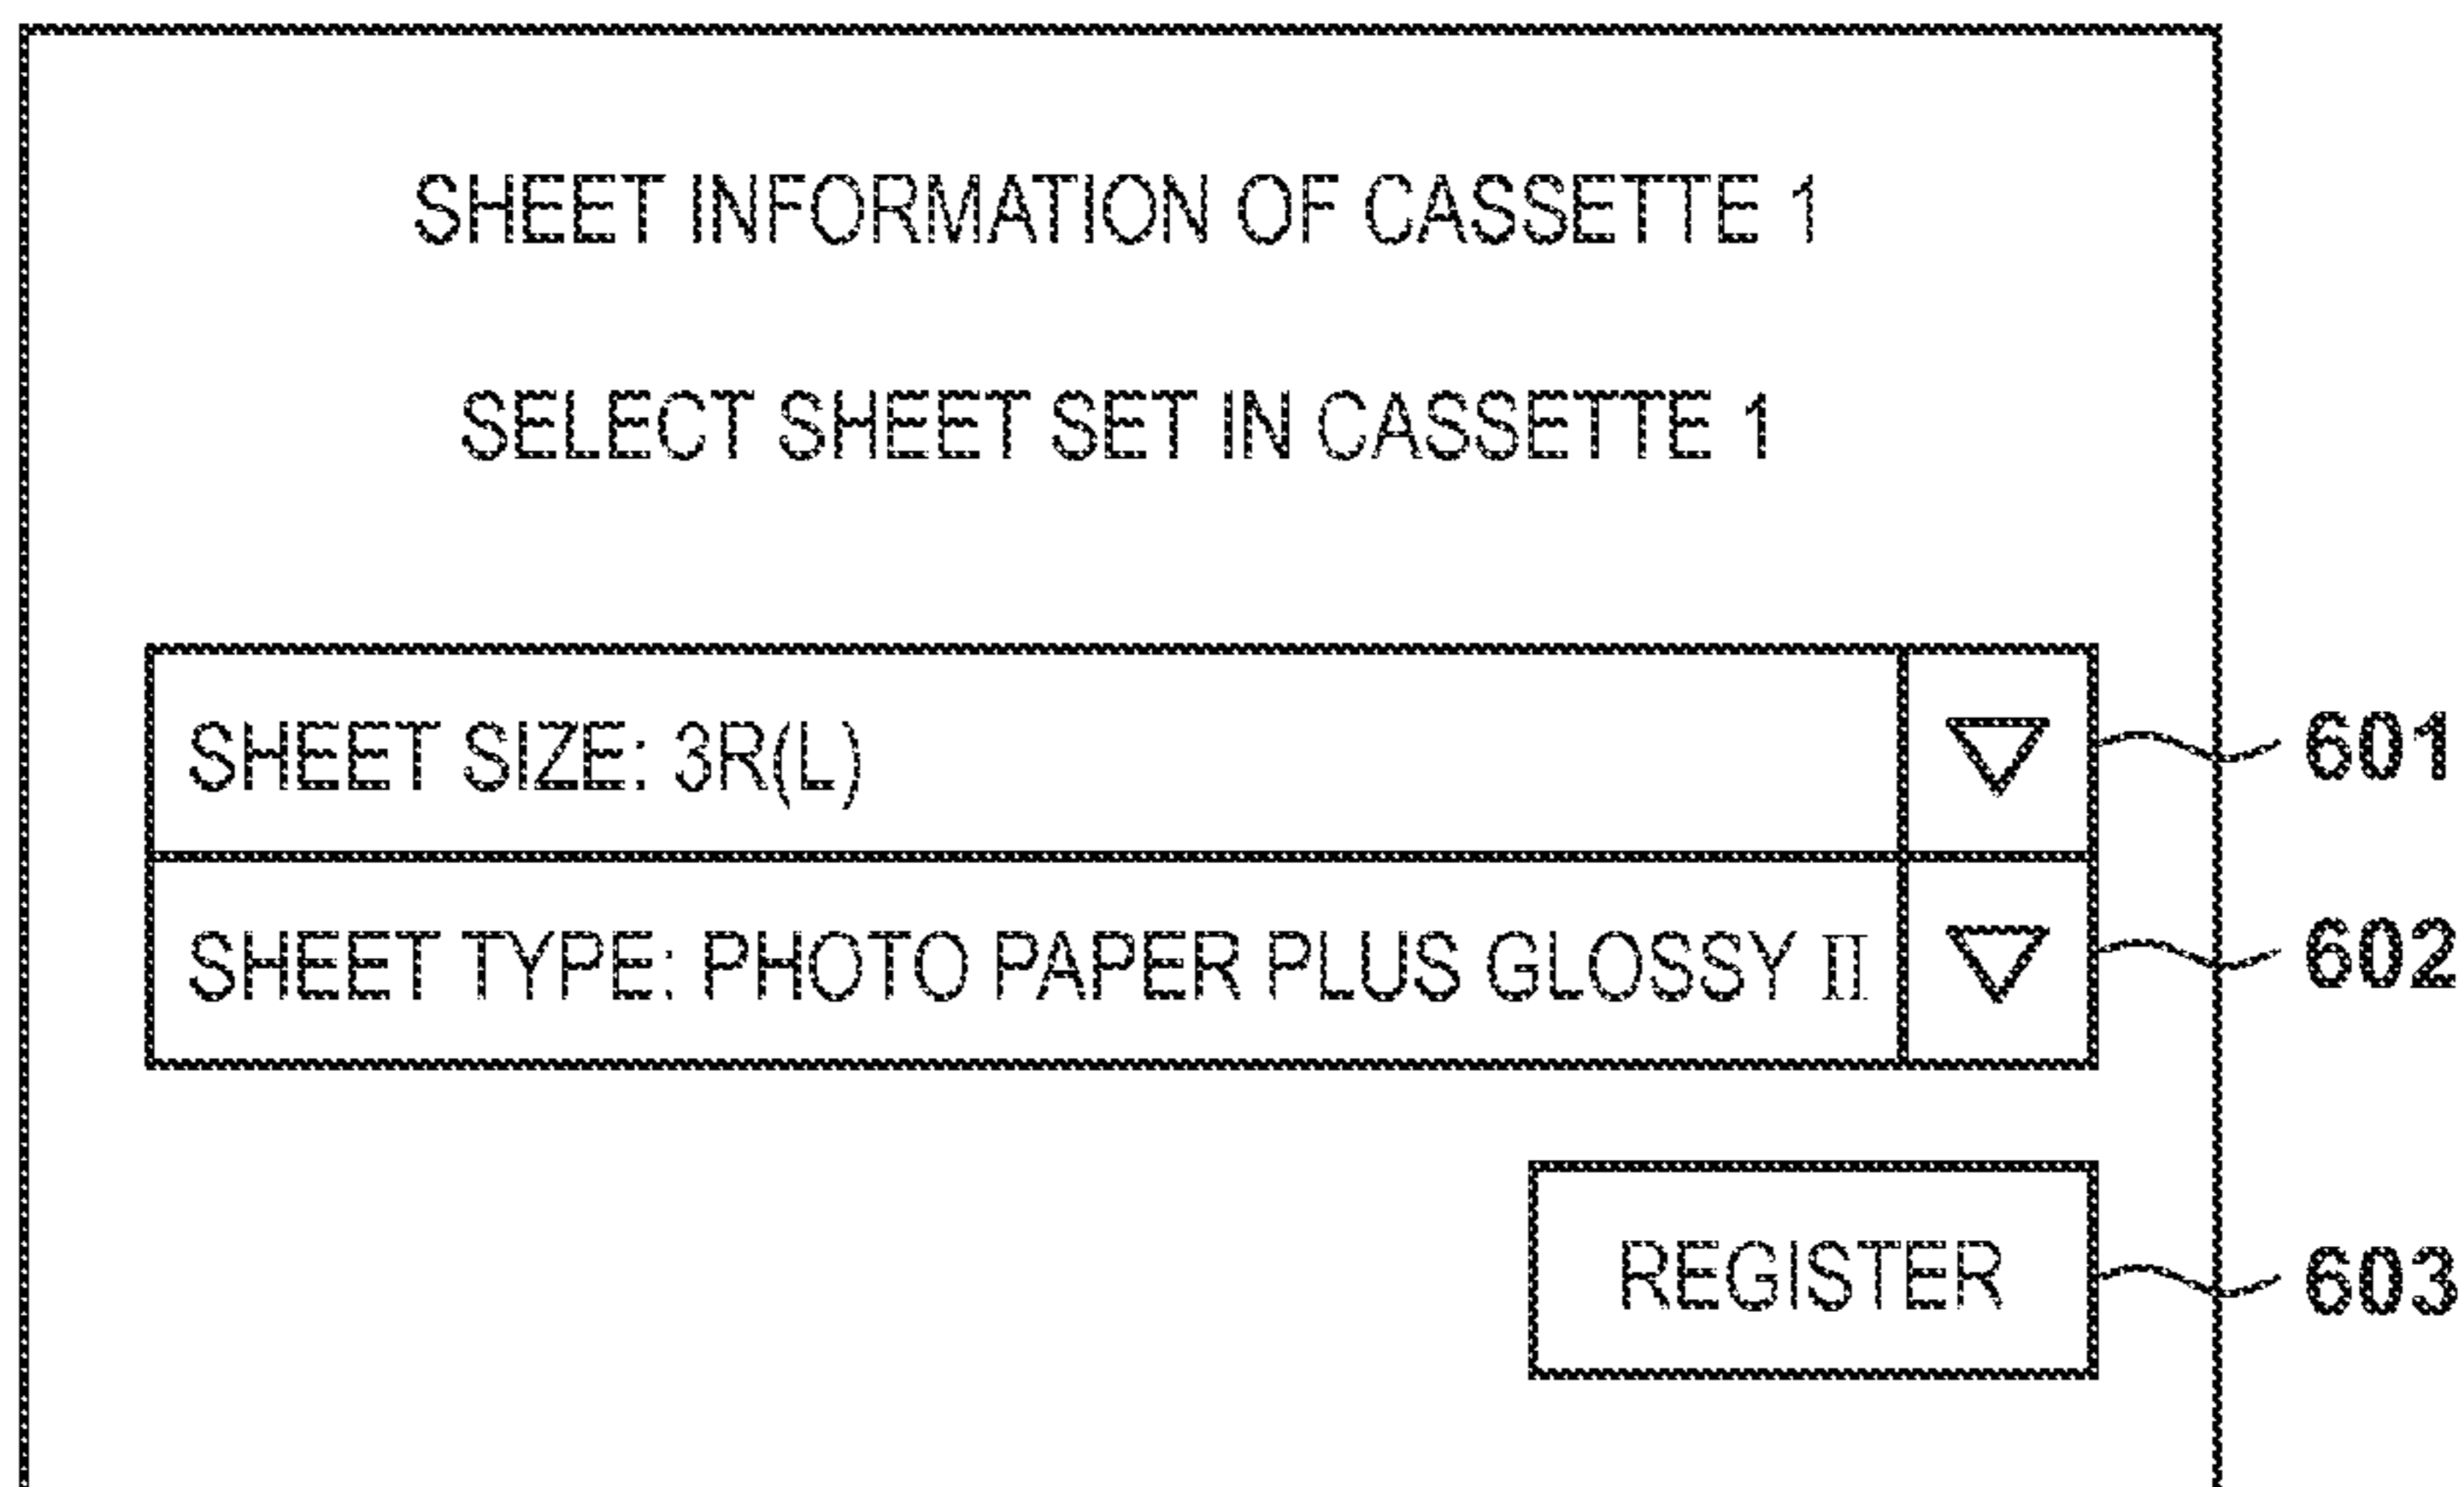 SHEET INFORMATION OF CASSETTE 1
SELECT SHEET SET IN CASSETTE 1
SHEET SIZE: 3R(L)
601
SHEET TYPE: PHOTO PAPER PLUS GLOSSY II
602
REGISTER
603